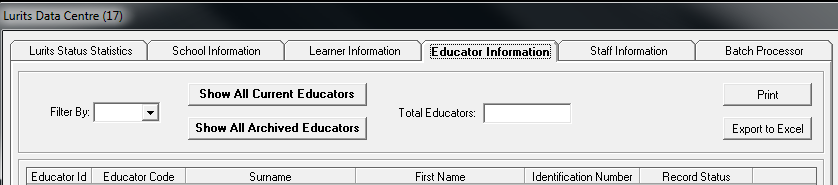 Lurits Data Centre (17)
Lurits Status Statistics School Information Learner Information Educator Information Staff Information Batch Processor
Show All Current Educators Print
Filter By: Total Educators:
Show All Archived Educators Export to Excel
Educator Id Educator Code Surname First Name Identification Number Record Status